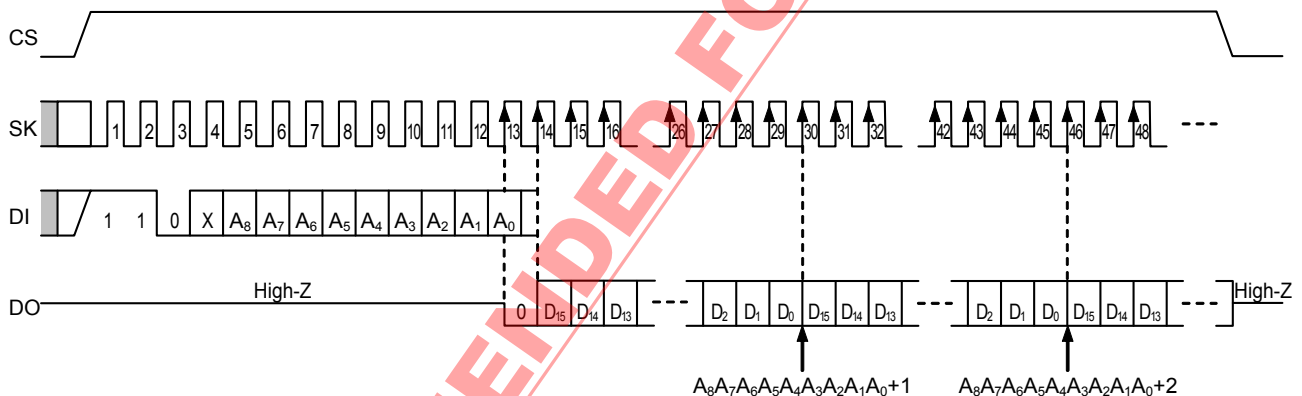 CS
SK 1 2 3 4 5 6 7 8 9 10 11 12 13 14 15 16 26 27 28 29 30 31 32 42 43 44 45 46 47 48
DI 1 1 0 X A₈ A₇ A₆ A₅ A₄ A₃ A₂ A₁ A₀
High-Z High-Z
DO 0 D₁₅ D₁₄ D₁₃ D₂ D₁ D₀ D₁₅ D₁₄ D₁₃ D₂ D₁ D₀ D₁₅ D₁₄ D₁₃
A₈A₇A₆A₅A₄A₃A₂A₁A₀+1 A₈A₇A₆A₅A₄A₃A₂A₁A₀+2
ENDED FO